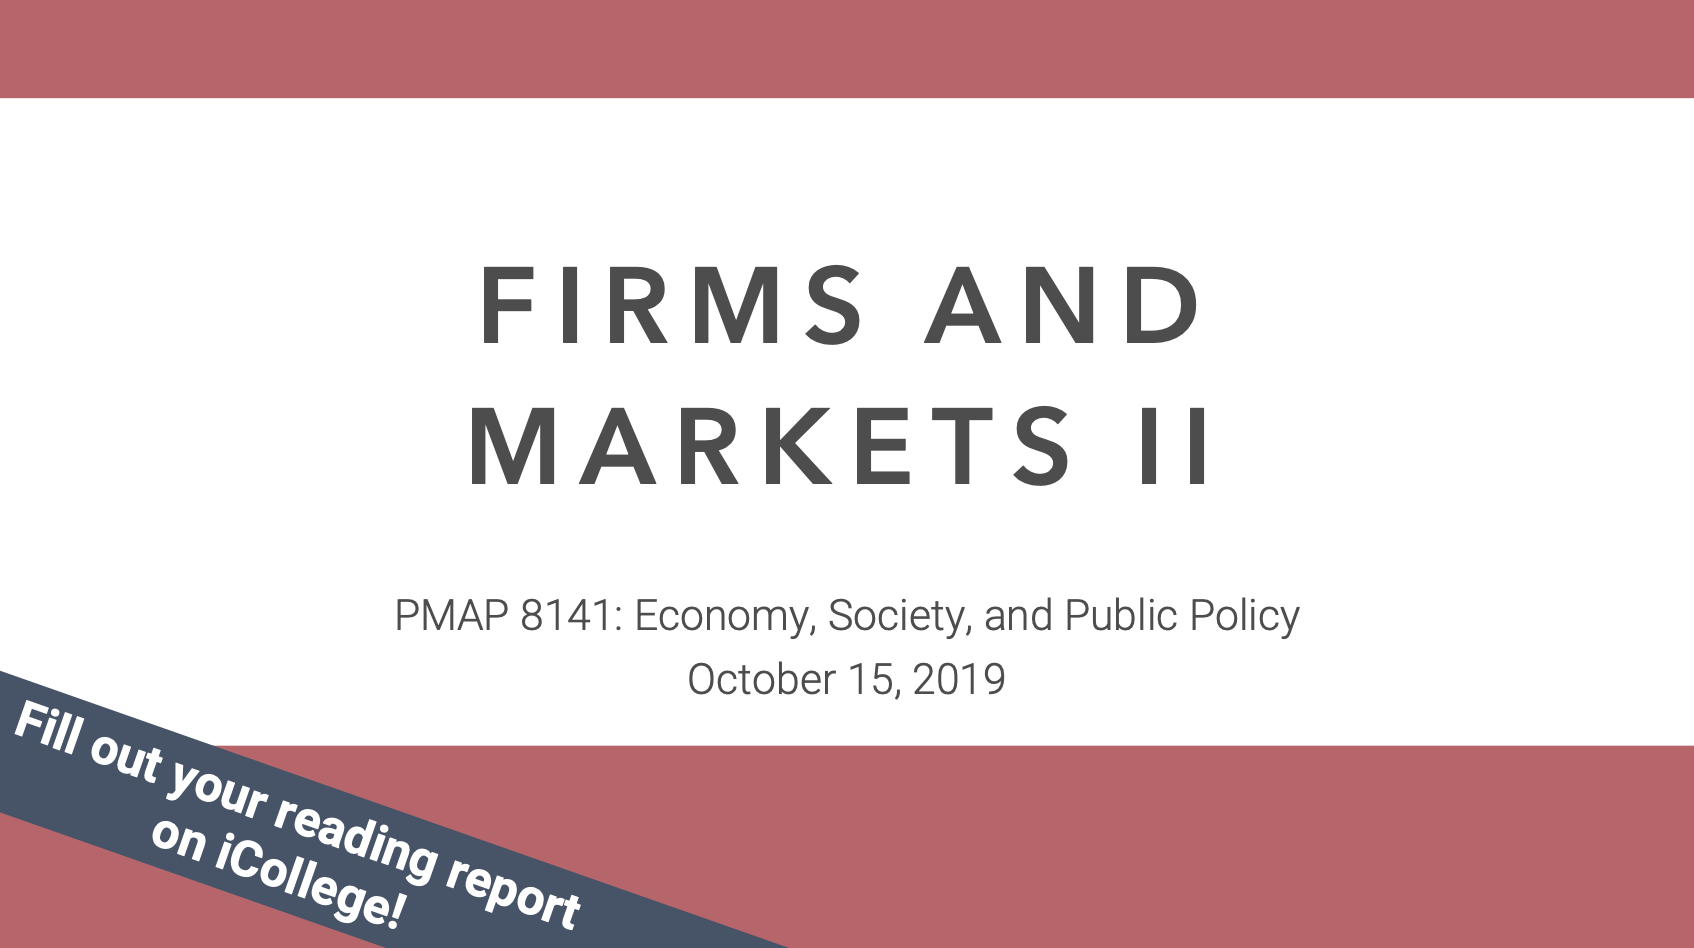 FIRMS AND
MARKETS II
PMAP 8141: Economy, Society, and Public Policy
October 15, 2019
Fill out your reading report
on iCollege!